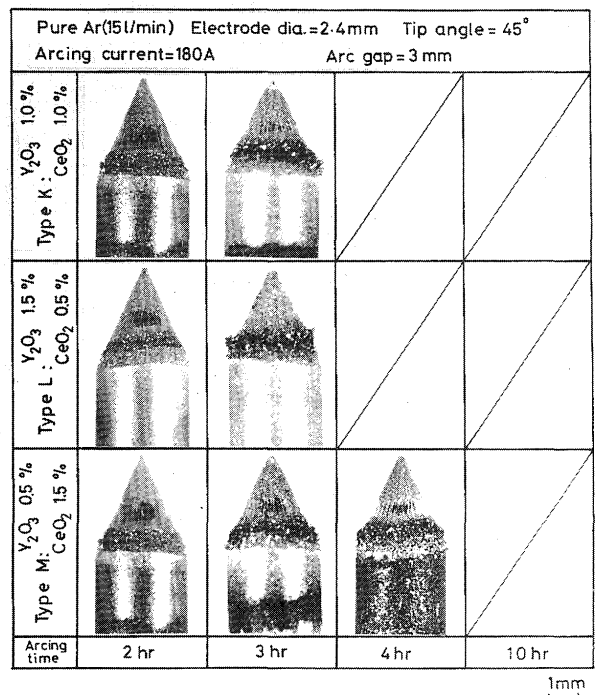 Pure Ar(15l/min) Electrode dia.=2·4mm Tip angle= 45°
Arcing current=180A Arc gap=3mm
Type K: Y2O3 1.0%
CeO2 1.0%
Type L: Y2O3 1.5%
CeO2 0.5%
Type M: Y2O3 0.5%
CeO2 1.5%
Arcing time
2 hr
3 hr
4 hr
10 hr
1mm